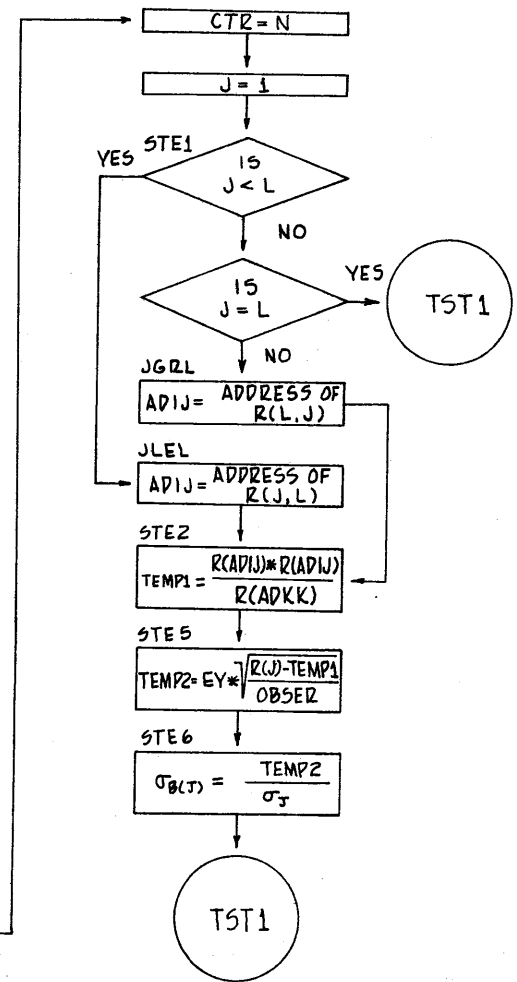 CTR = N
J = 1
STE1
YES
IS
J < L
NO
IS
J = L
YES
TST1
NO
JGRL
ADIJ = ADDRESS OF
R(L,J)
JLEL
ADIJ = ADDRESS OF
R(J,L)
STE2
TEMP1 = R(ADIJ)*R(ADIJ)
R(ADKK)
STE5
TEMP2 = EY*√R(J)-TEMP1
OBSER
STE6
σB(J) = TEMP2
σJ
TST1